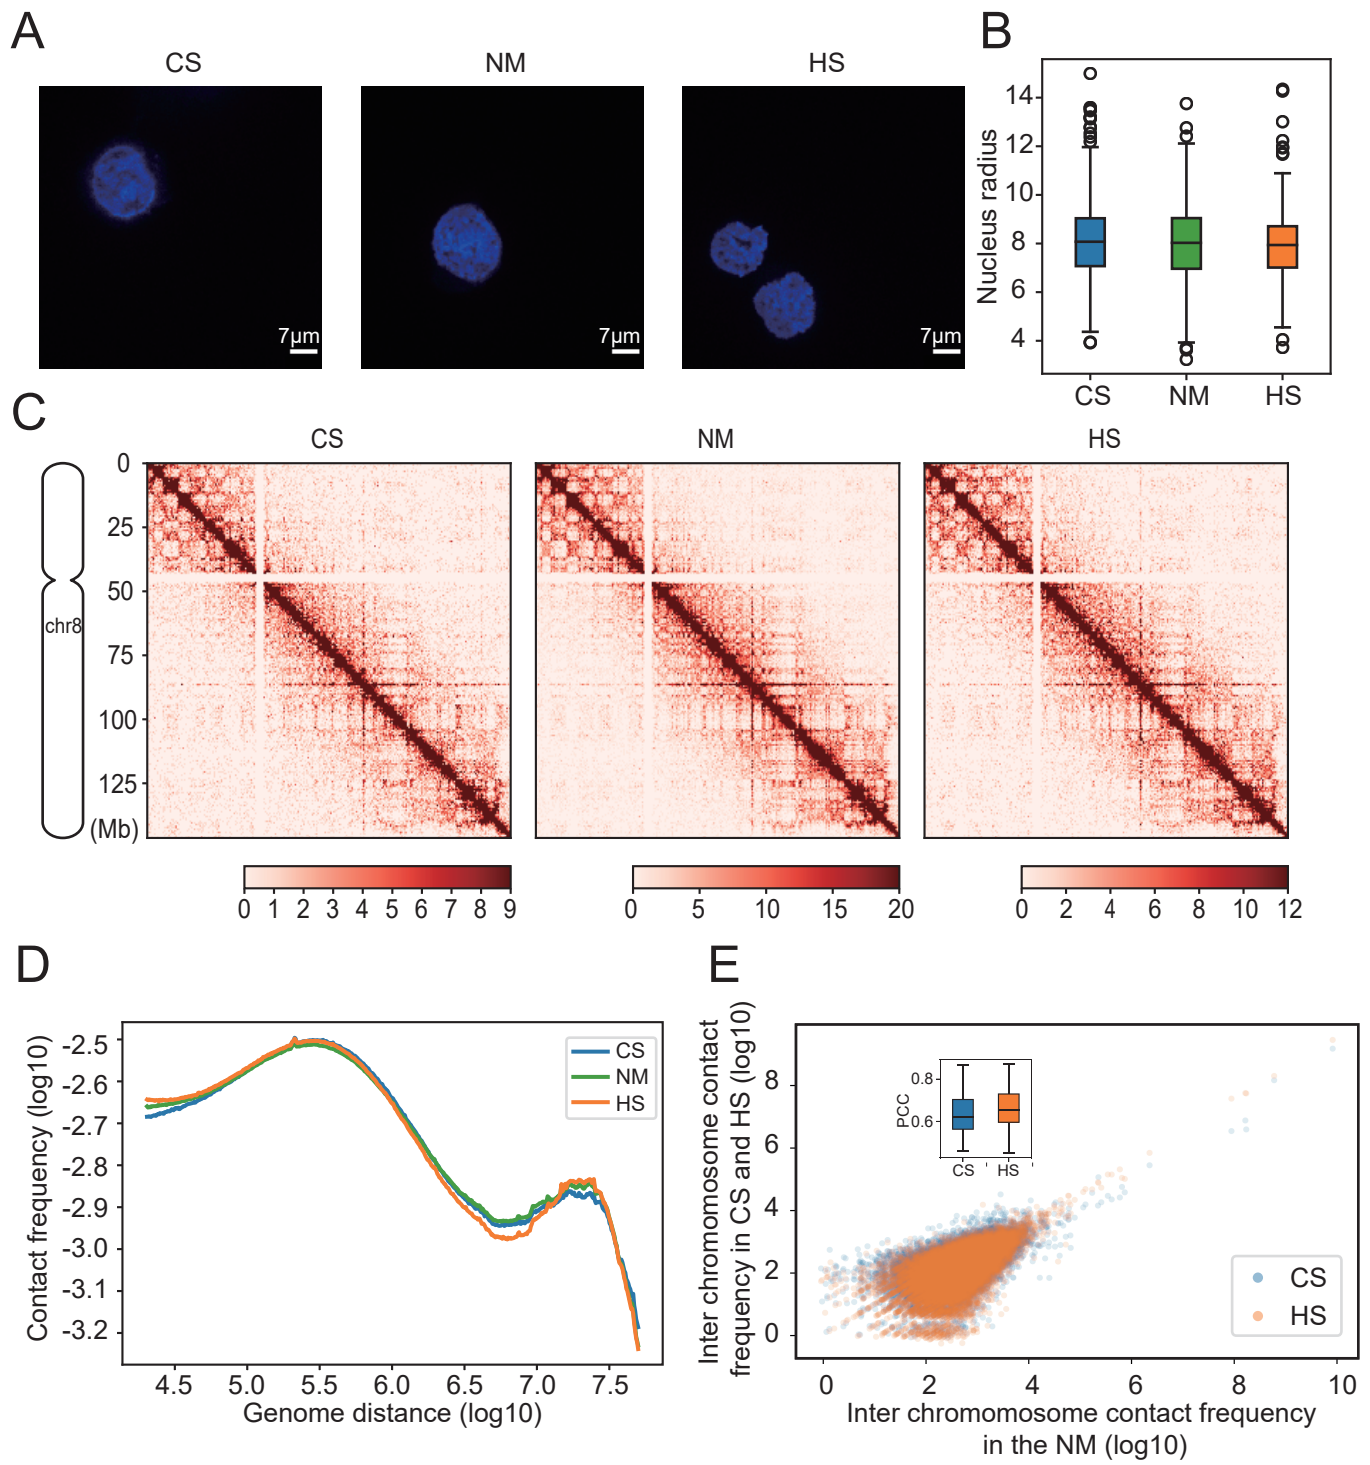 A
CS
NM
HS
7μm
7μm
7μm
B
Nucleus radius
14
12
10
8
6
4
CS
NM
HS
C
CS
NM
HS
chr8
0
25
50
75
100
125
(Mb)
0 1 2 3 4 5 6 7 8 9
0 5 10 15 20
0 2 4 6 8 10 12
D
Contact frequency (log10)
-2.5
-2.6
-2.7
-2.8
-2.9
-3.0
-3.1
-3.2
CS
NM
HS
4.5 5.0 5.5 6.0 6.5 7.0 7.5
Genome distance (log10)
E
Inter chromosome contact
frequency in CS and HS (log10)
8
6
4
2
0
PCC
0.8
0.6
CS HS
CS
HS
0 2 4 6 8 10
Inter chromomosome contact frequency
in the NM (log10)